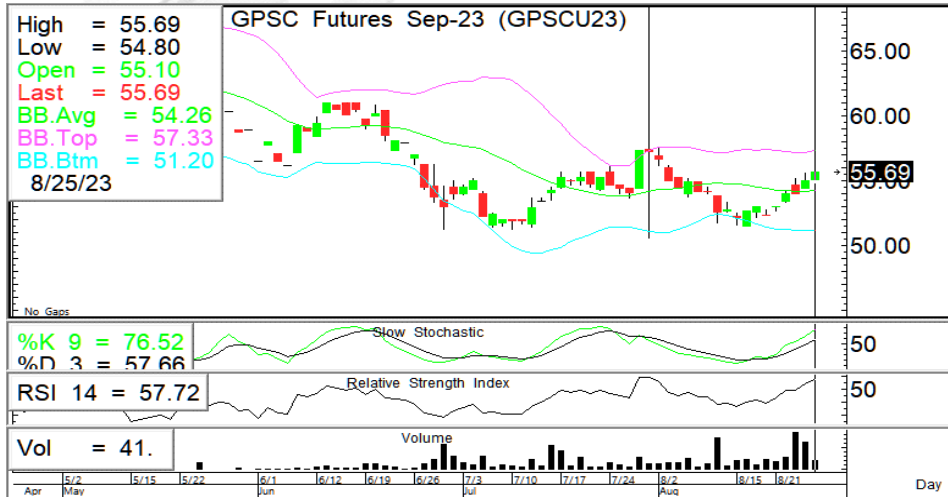 GPSC Futures Sep-23 (GPSCU23)
High = 55.69
Low = 54.80
Open = 55.10
Last = 55.69
BB.Avg = 54.26
BB.Top = 57.33
BB.Btm = 51.20
8/25/23
65.00
60.00
55.69
55.00
50.00
No Gaps
Slow Stochastic
%K 9 = 76.52
%D 3 = 57.66
50
Relative Strength Index
RSI 14 = 57.72
50
Volume
Vol = 41.
5/2 5/15 5/22 6/1 6/12 6/19 6/26 7/3 7/10 7/17 7/24 8/2 8/15 8/21
Apr May Jun Jul Aug Day